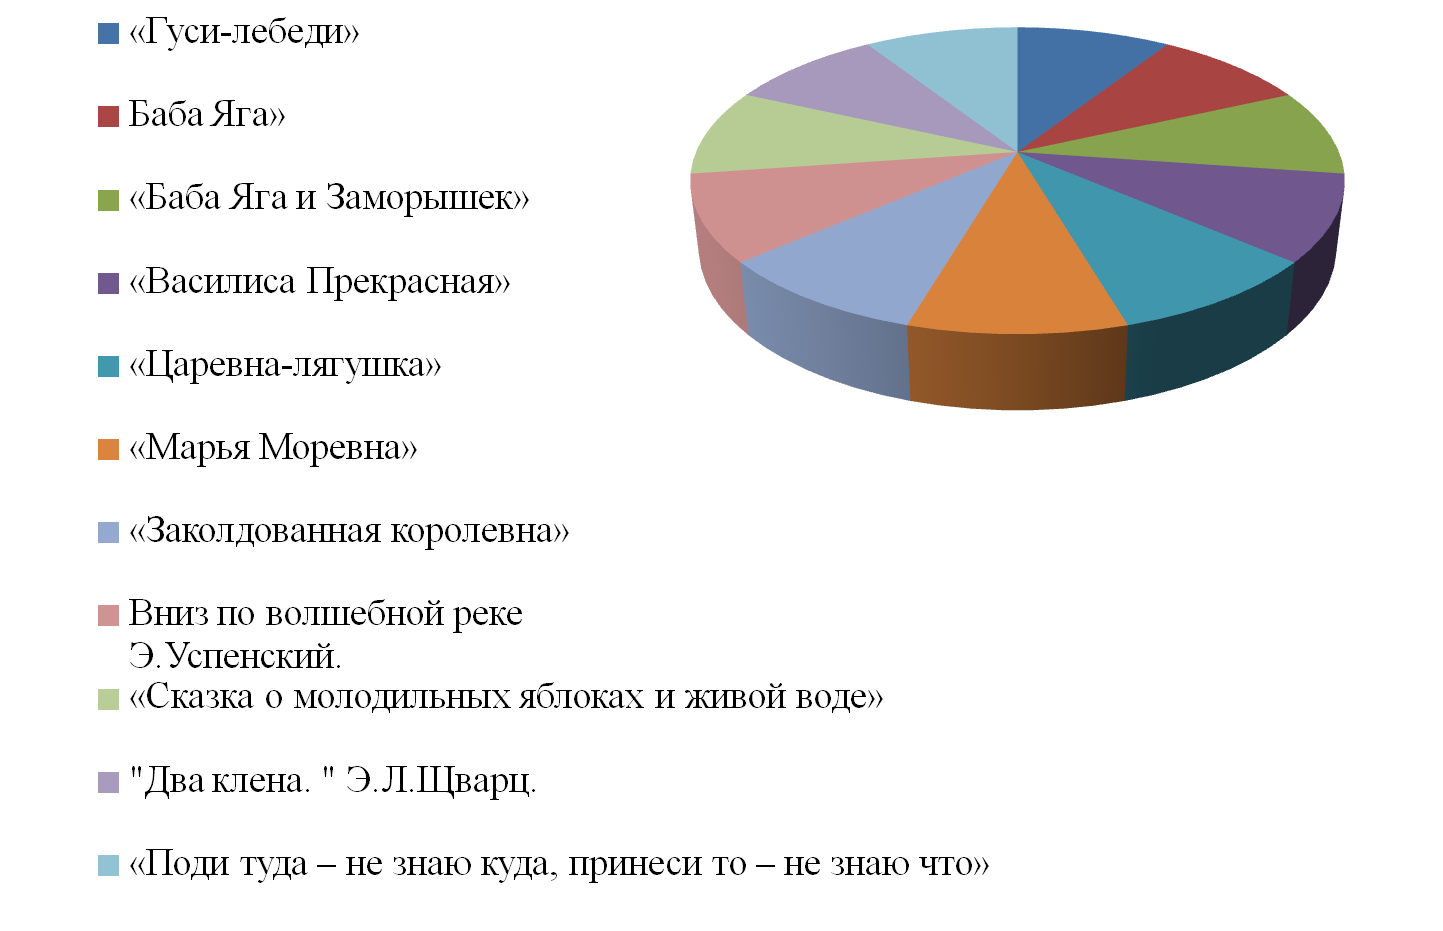 «Гуси-лебеди»
Баба Яга»
«Баба Яга и Заморышек»
«Василиса Прекрасная»
«Царевна-лягушка»
«Марья Моревна»
«Заколдованная королевна»
Вниз по волшебной реке
Э.Успенский.
«Сказка о молодильных яблоках и живой воде»
"Два клена. " Э.Л.Щварц.
«Поди туда – не знаю куда, принеси то – не знаю что»